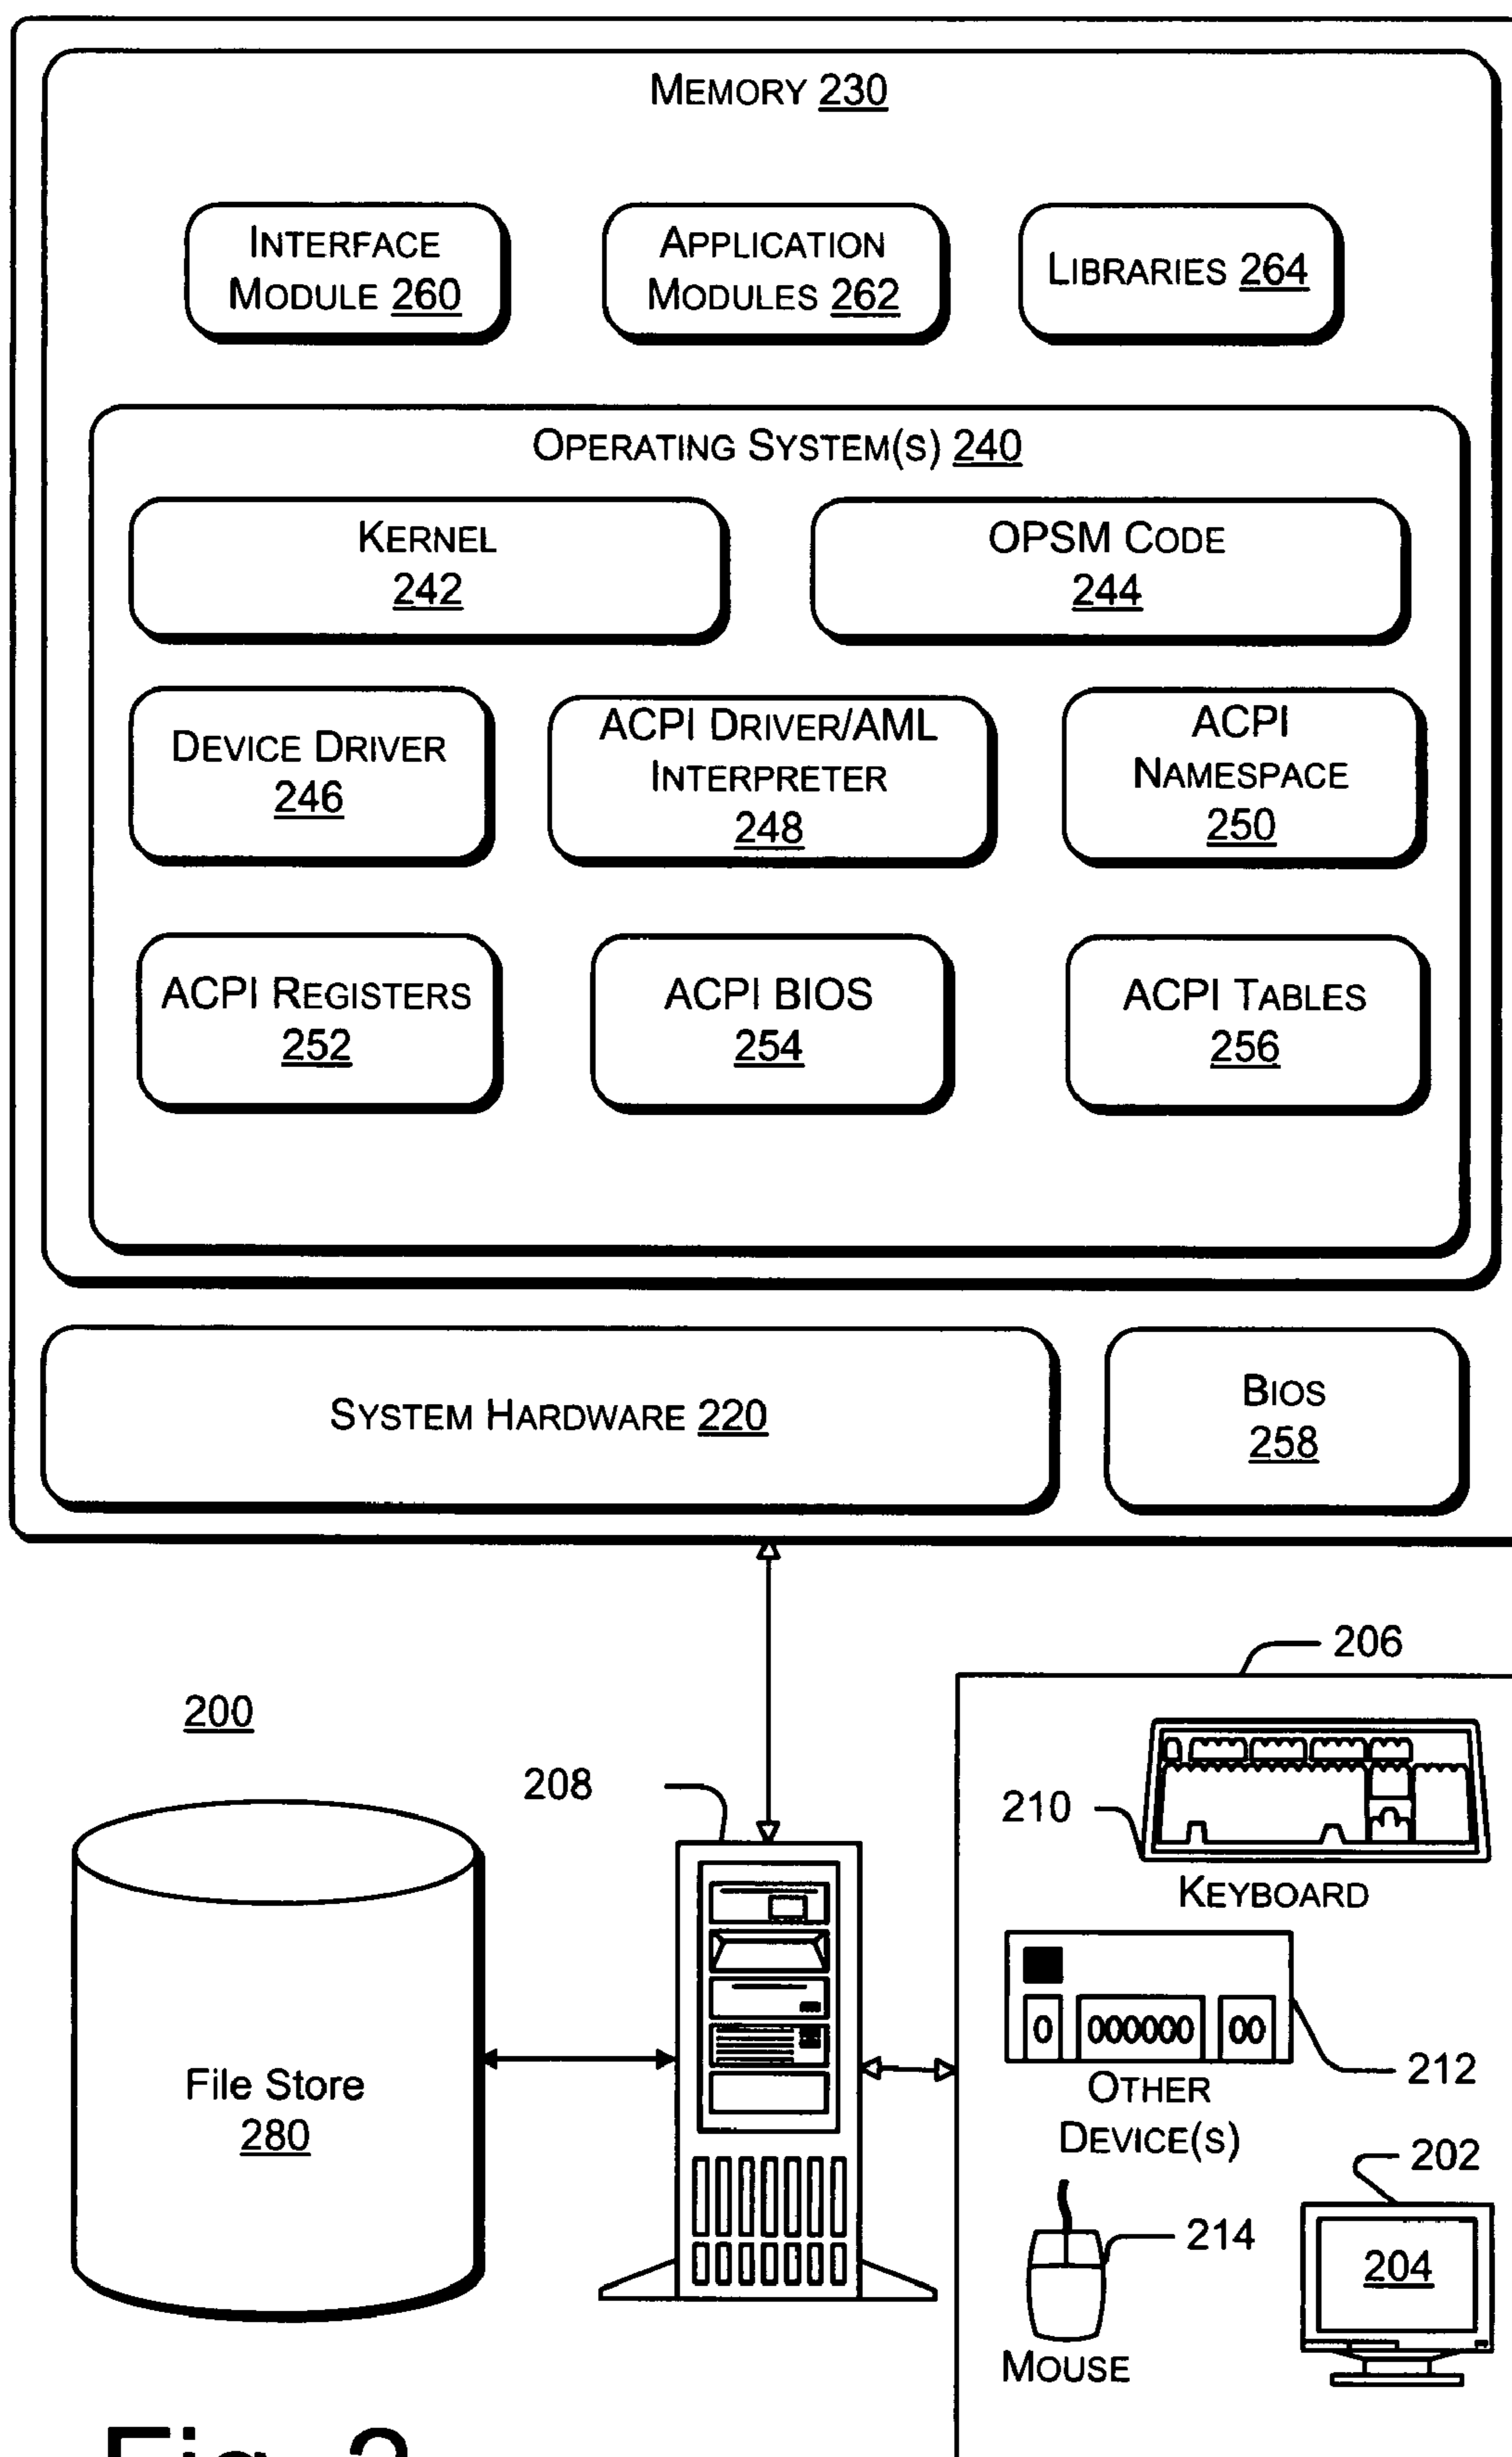 MEMORY 230
INTERFACE
MODULE 260
APPLICATION
MODULES 262
LIBRARIES 264
OPERATING SYSTEM(S) 240
KERNEL
242
OPSM CODE
244
DEVICE DRIVER
246
ACPI DRIVER/AML
INTERPRETER
248
ACPI
NAMESPACE
250
ACPI REGISTERS
252
ACPI BIOS
254
ACPI TABLES
256
SYSTEM HARDWARE 220
BIOS
258
206
200
208
210
KEYBOARD
212
OTHER
DEVICE(S)
File Store
280
202
214
204
MOUSE